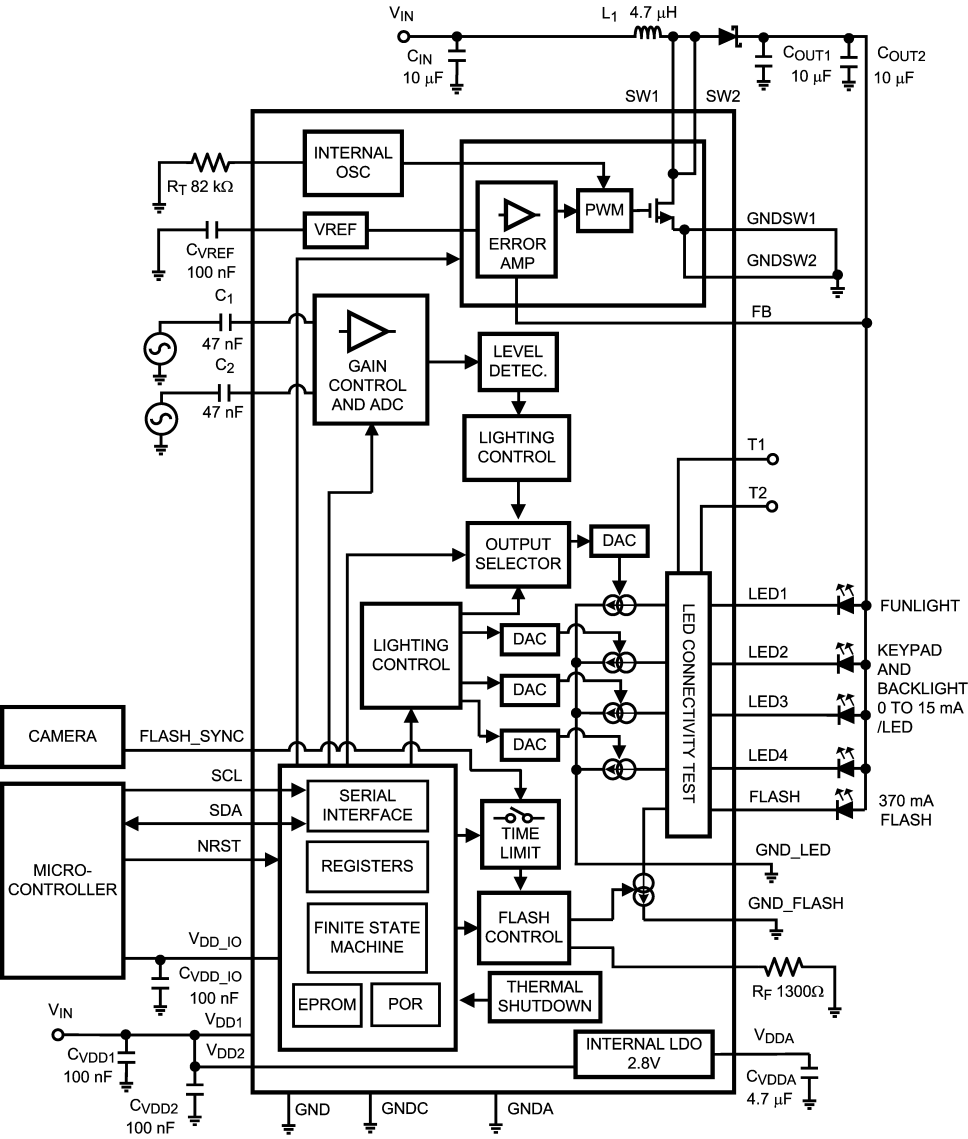 VIN
L1 4.7 μH
CIN
10 μF
COUT1
10 μF
COUT2
10 μF
SW1
SW2
INTERNAL
OSC
RT 82 kΩ
PWM
VREF
CVREF
100 nF
ERROR
AMP
GNDSW1
GNDSW2
FB
C1
47 nF
C2
47 nF
GAIN
CONTROL
AND ADC
LEVEL
DETEC.
LIGHTING
CONTROL
T1
T2
OUTPUT
SELECTOR
DAC
LIGHTING
CONTROL
DAC
DAC
DAC
LED CONNECTIVITY TEST
LED1
FUNLIGHT
LED2
KEYPAD
AND
BACKLIGHT
0 TO 15 mA
/LED
LED3
LED4
FLASH
370 mA
FLASH
CAMERA
FLASH_SYNC
MICRO-
CONTROLLER
SCL
SDA
NRST
SERIAL
INTERFACE
REGISTERS
FINITE STATE
MACHINE
EPROM
POR
TIME
LIMIT
FLASH
CONTROL
THERMAL
SHUTDOWN
GND_LED
GND_FLASH
RF 1300Ω
VDD_IO
CVDD_IO
100 nF
VIN
VDD1
VDD2
CVDD1
100 nF
CVDD2
100 nF
INTERNAL LDO
2.8V
VDDA
CVDDA
4.7 μF
GND
GNDC
GNDA